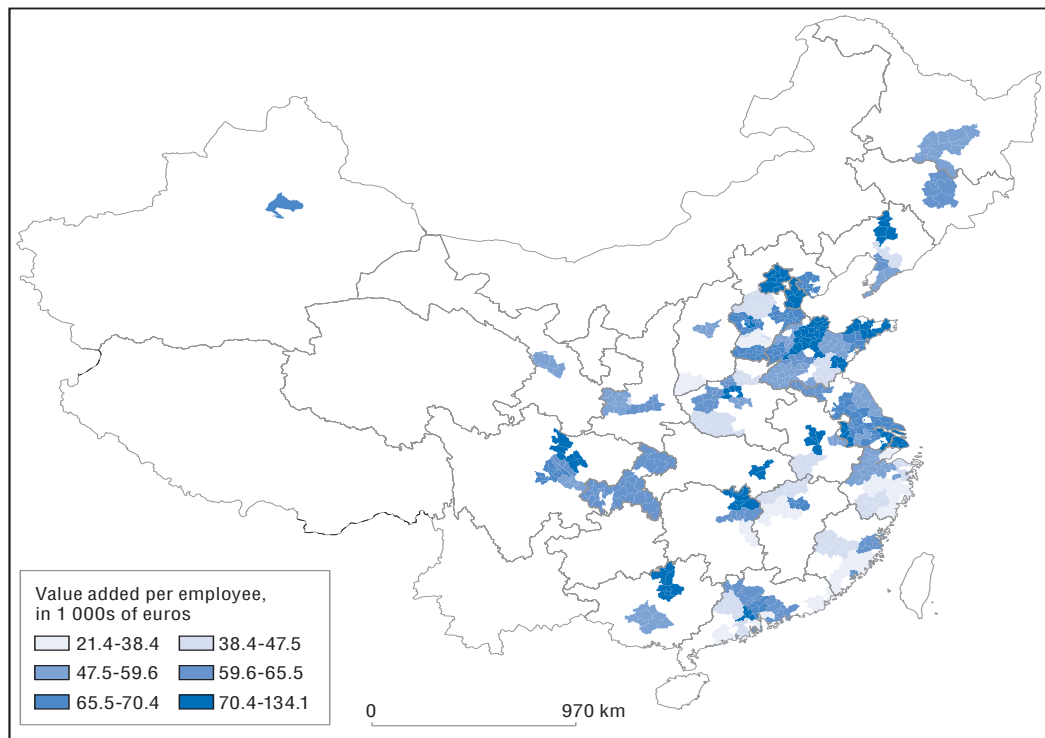 Value added per employee,
in 1 000s of euros
21.4-38.4
38.4-47.5
47.5-59.6
59.6-65.5
65.5-70.4
70.4-134.1
0
970 km